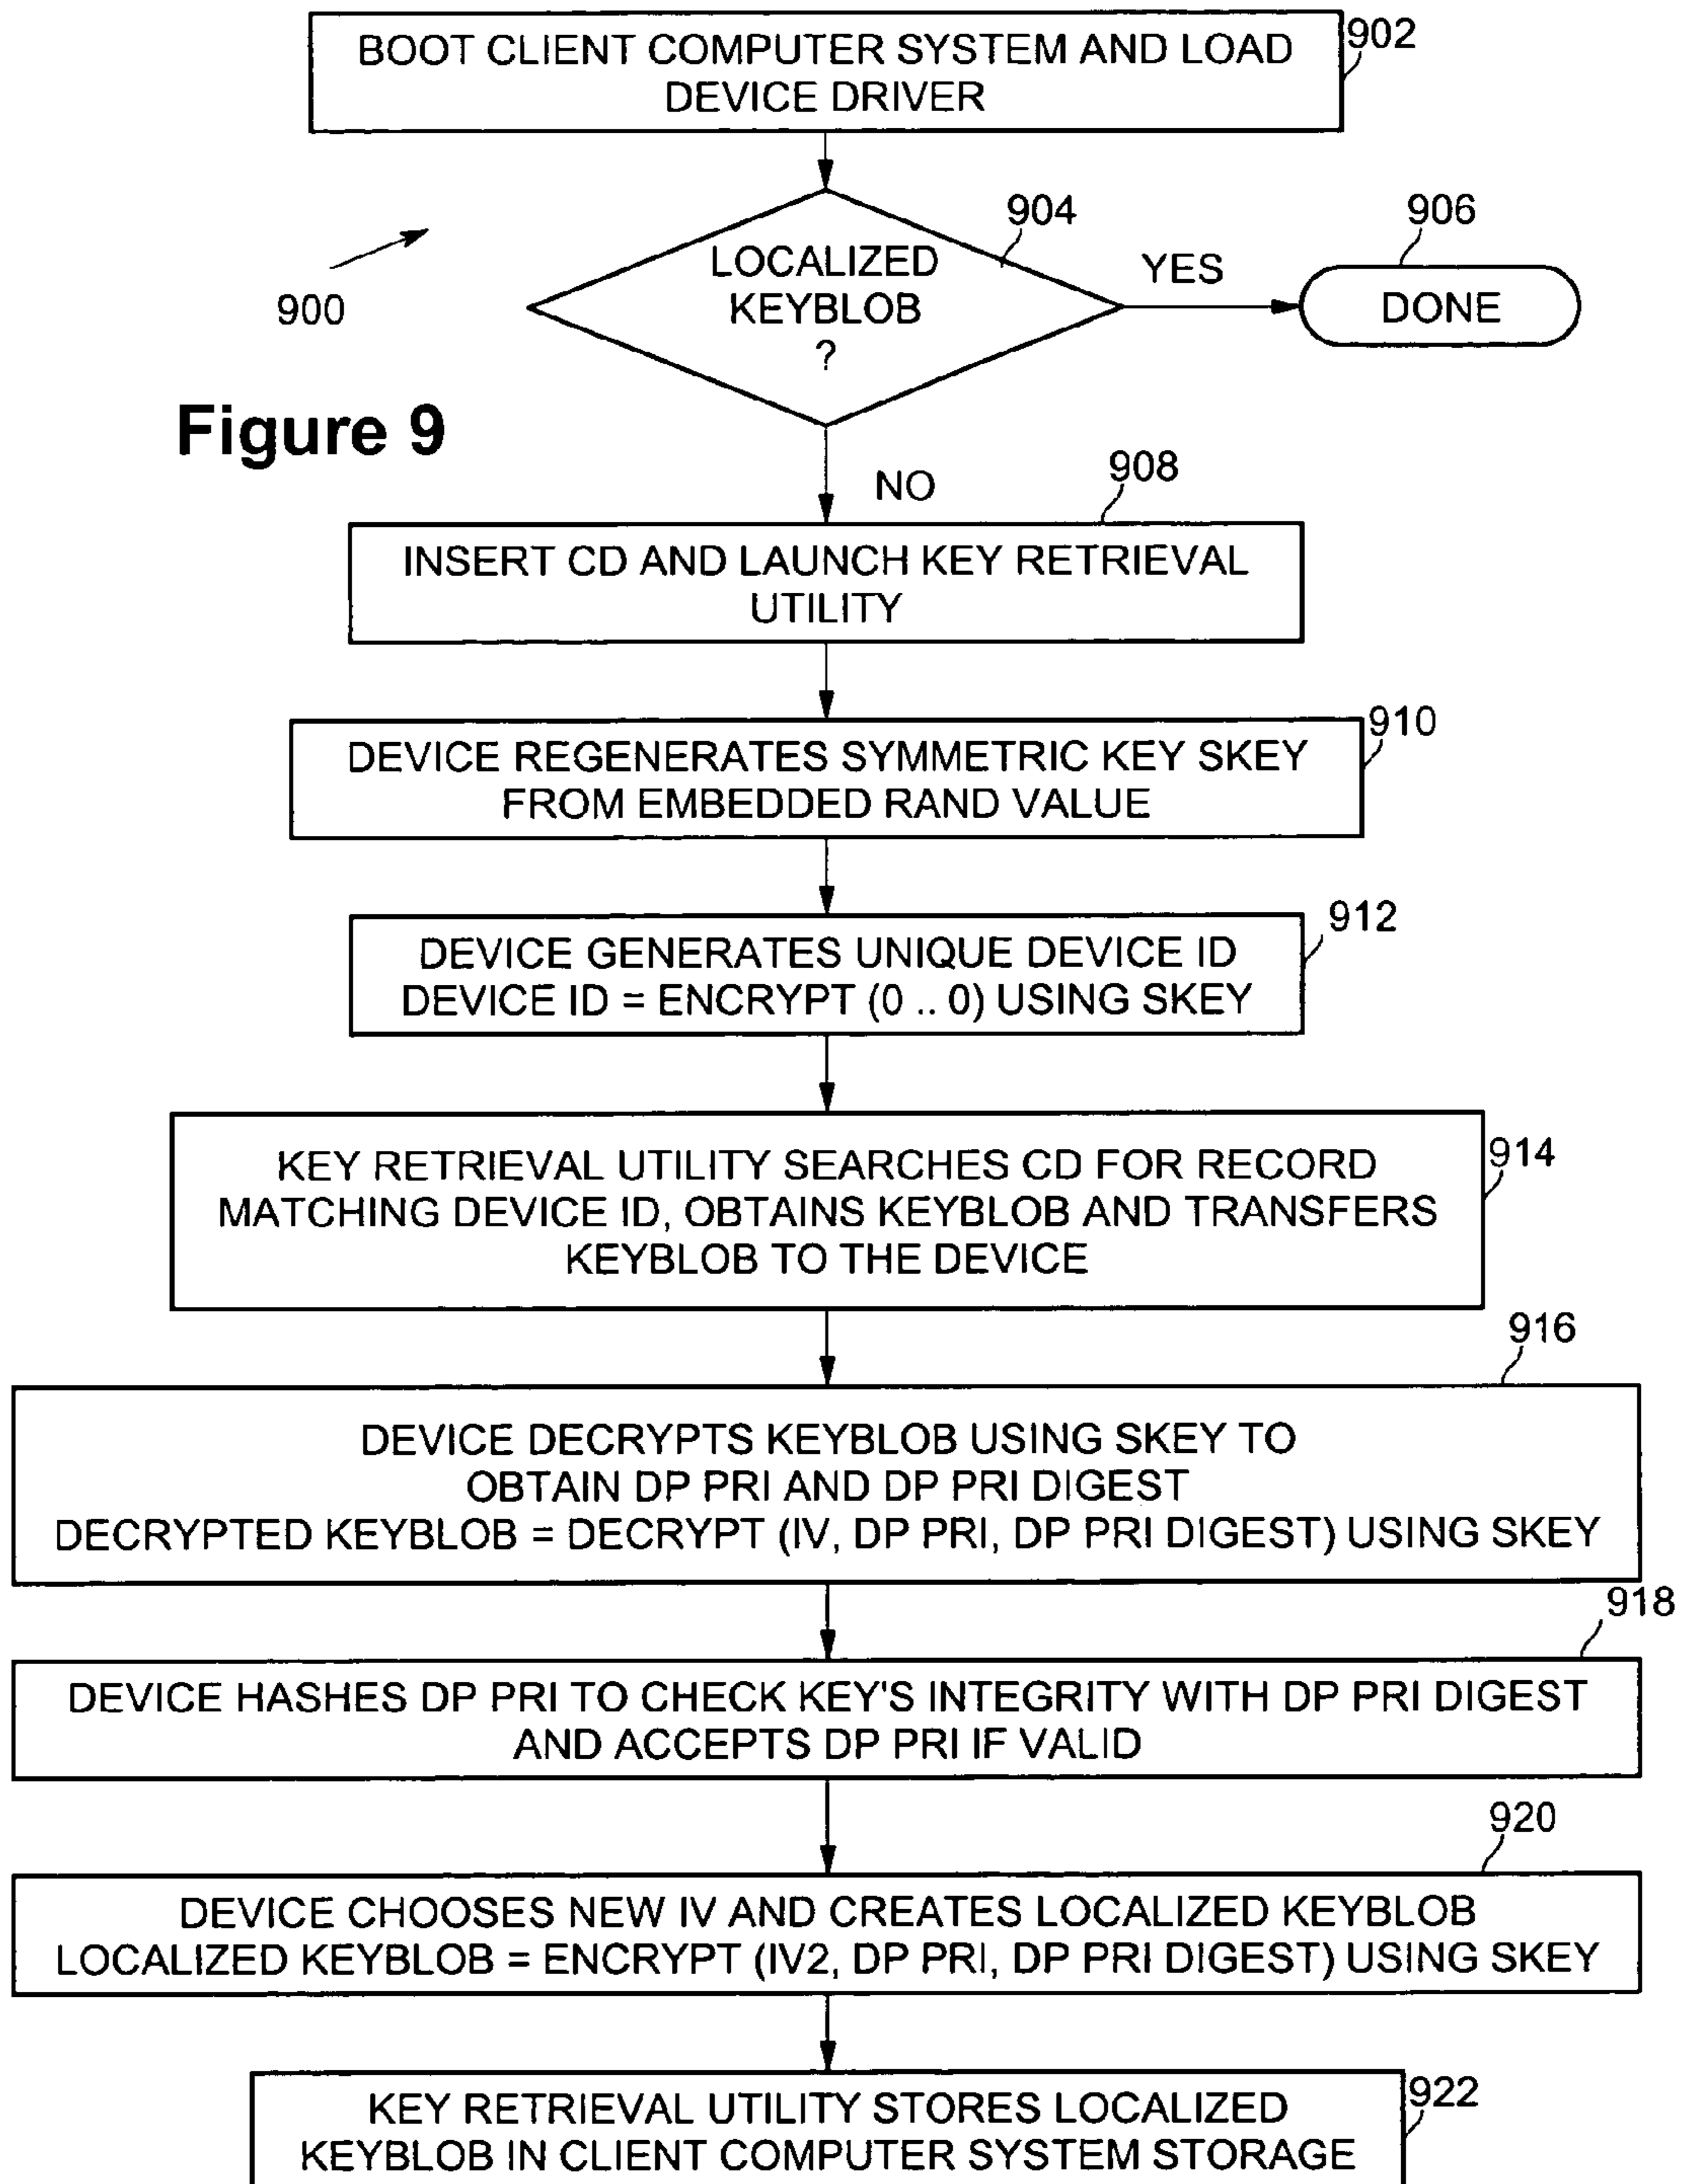 BOOT CLIENT COMPUTER SYSTEM AND LOAD
DEVICE DRIVER
902
LOCALIZED
KEYBLOB
?
904
YES
906
DONE
900
Figure 9
NO
908
INSERT CD AND LAUNCH KEY RETRIEVAL
UTILITY
910
DEVICE REGENERATES SYMMETRIC KEY SKEY
FROM EMBEDDED RAND VALUE
912
DEVICE GENERATES UNIQUE DEVICE ID
DEVICE ID = ENCRYPT (0 .. 0) USING SKEY
914
KEY RETRIEVAL UTILITY SEARCHES CD FOR RECORD
MATCHING DEVICE ID, OBTAINS KEYBLOB AND TRANSFERS
KEYBLOB TO THE DEVICE
916
DEVICE DECRYPTS KEYBLOB USING SKEY TO
OBTAIN DP PRI AND DP PRI DIGEST
DECRYPTED KEYBLOB = DECRYPT (IV, DP PRI, DP PRI DIGEST) USING SKEY
918
DEVICE HASHES DP PRI TO CHECK KEY'S INTEGRITY WITH DP PRI DIGEST
AND ACCEPTS DP PRI IF VALID
920
DEVICE CHOOSES NEW IV AND CREATES LOCALIZED KEYBLOB
LOCALIZED KEYBLOB = ENCRYPT (IV2, DP PRI, DP PRI DIGEST) USING SKEY
922
KEY RETRIEVAL UTILITY STORES LOCALIZED
KEYBLOB IN CLIENT COMPUTER SYSTEM STORAGE